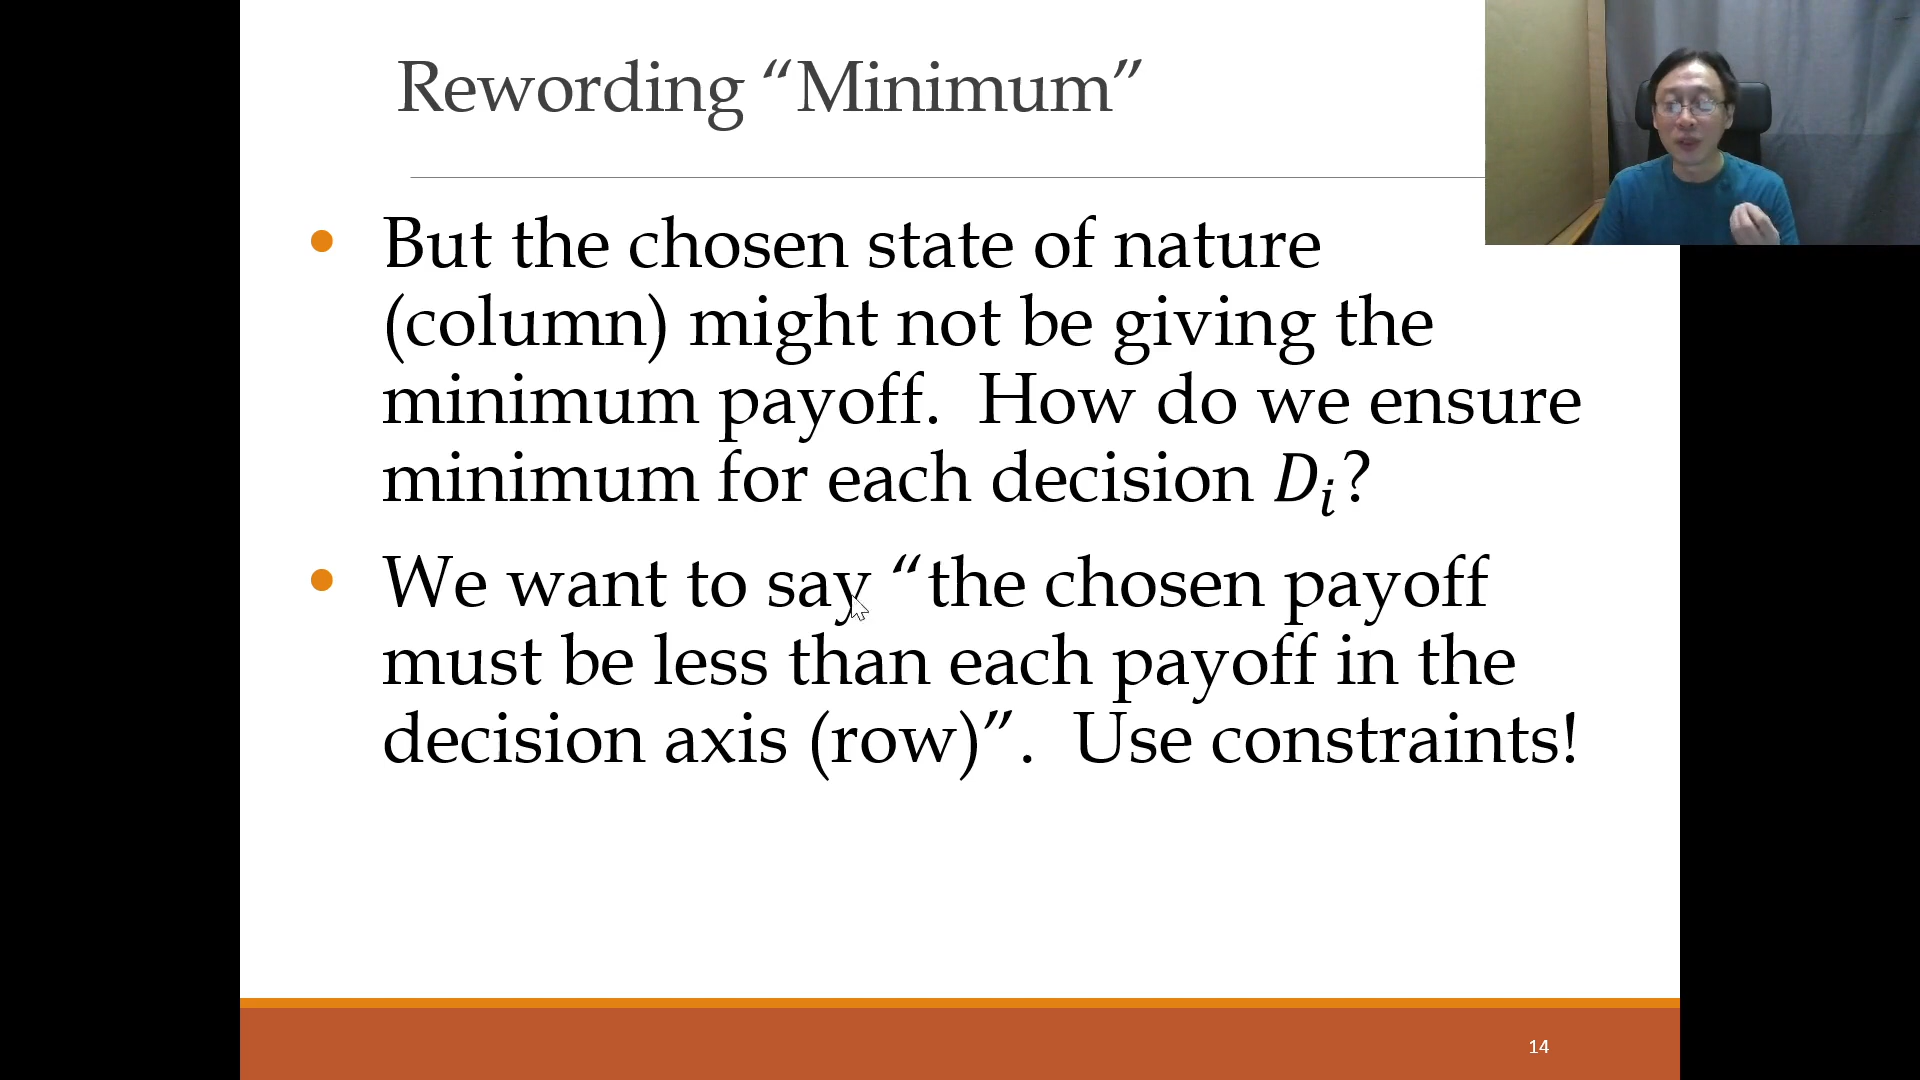 Rewording “Minimum”
• But the chosen state of nature
(column) might not be giving the
minimum payoff.  How do we ensure
minimum for each decision 𝐷ᵢ?
• We want to say “the chosen payoff
must be less than each payoff in the
decision axis (row)”.  Use constraints!
14